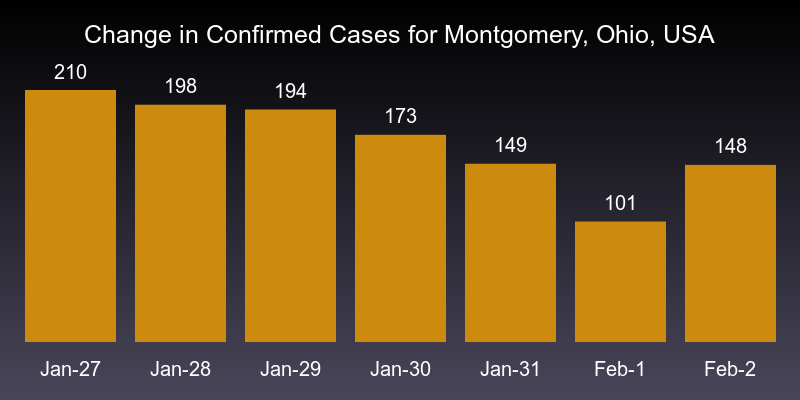 Change in Confirmed Cases for Montgomery, Ohio, USA
210
198
194
173
149
101
148
Jan-27
Jan-28
Jan-29
Jan-30
Jan-31
Feb-1
Feb-2